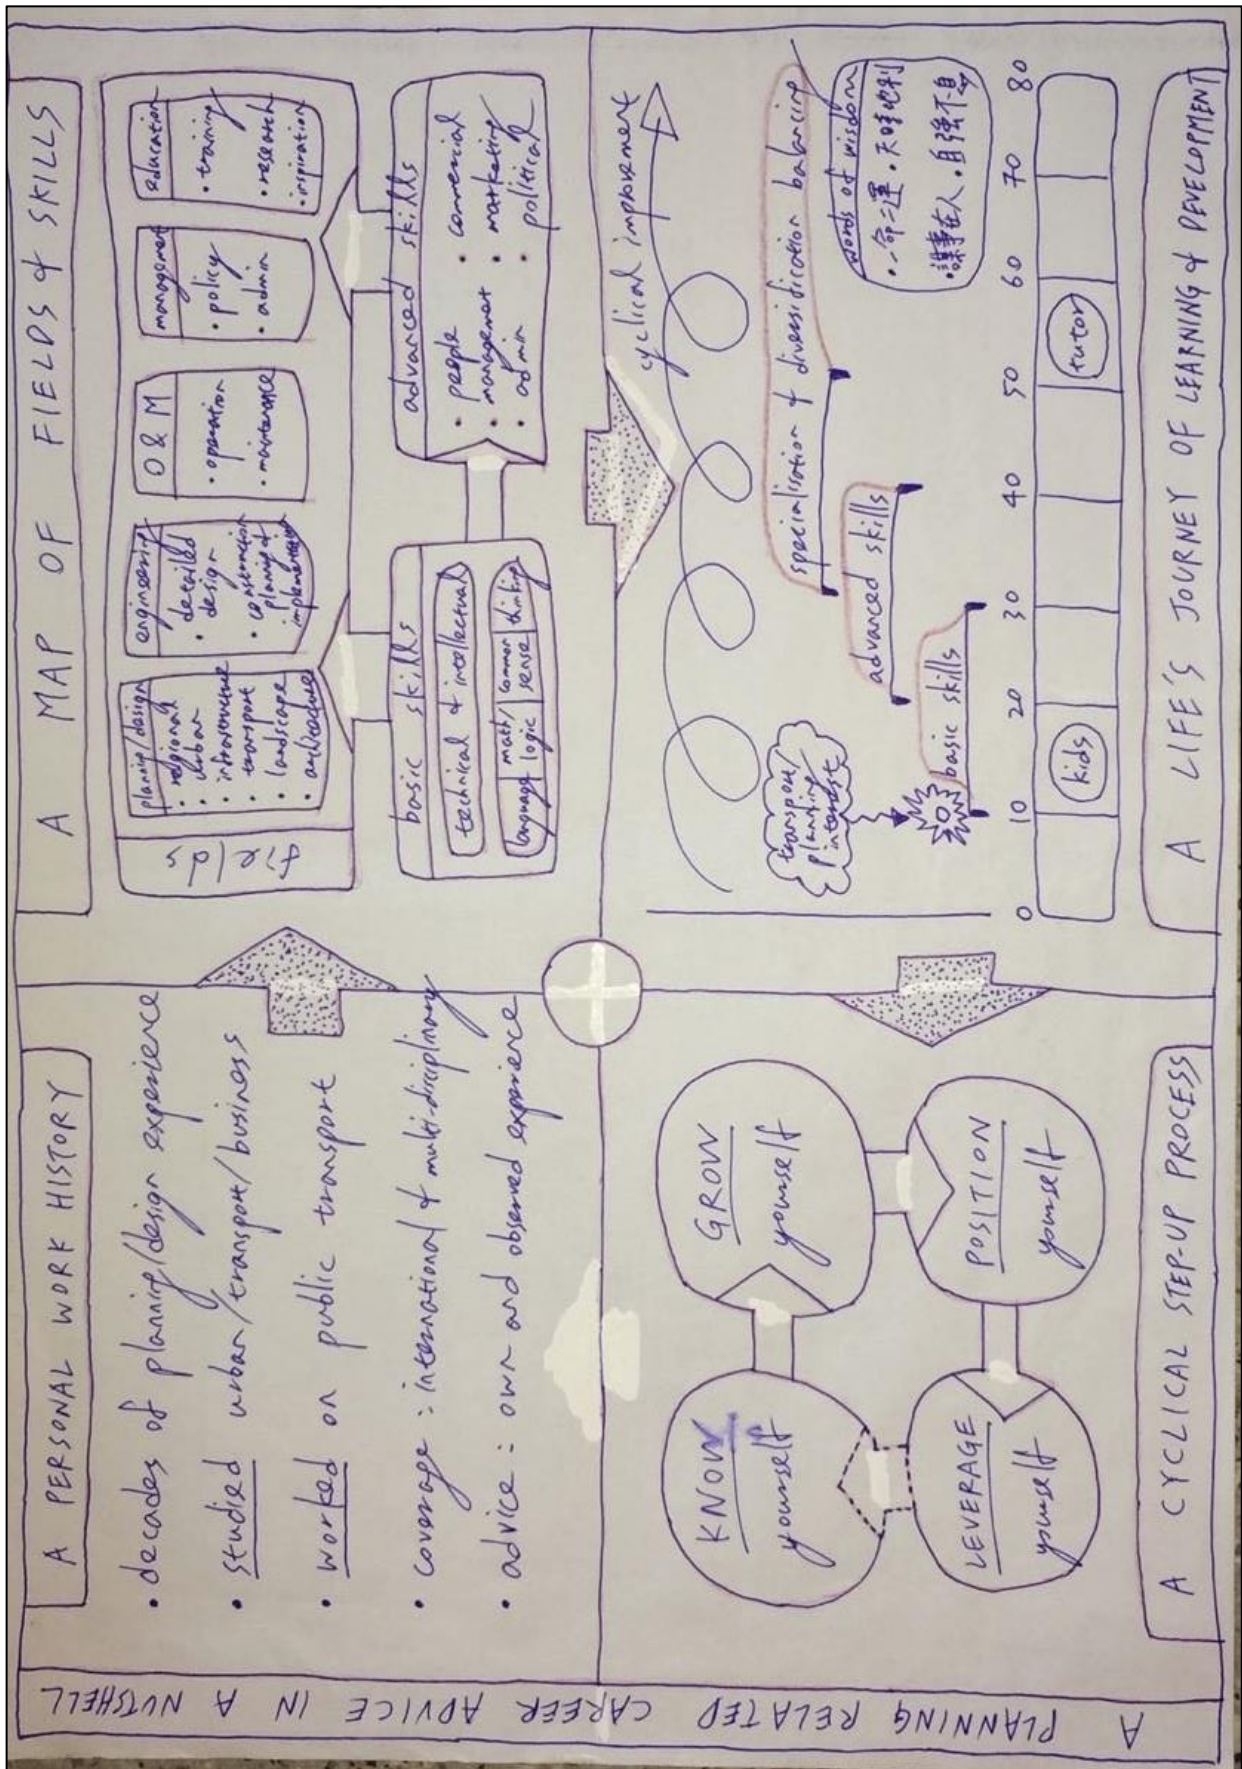 A PLANNING RELATED CAREER ADVICE IN A NUTSHELL
A PERSONAL WORK HISTORY
• decades of planning/design experience
• studied urban/transport/business
• worked on public transport
• coverage : international & multi-disciplinary
• advice : own and observed experience
A MAP OF FIELDS & SKILLS
fields
planning/design
• regional
• urban
• infrastructure
• transport
• landscape
• architecture
engineering
• detailed
design
• construction
planning &
implementation
O & M
• operation
• maintenance
management
• policy
• admin
education
• training
• research
• inspiration
basic skills
technical & intellectual
language
math/
logic
common
sense
thinking
advanced skills
• people
• management
• admin
• commercial
• marketing
• political
KNOW
yourself
GROW
yourself
LEVERAGE
yourself
POSITION
yourself
A CYCLICAL STEP-UP PROCESS
cyclical improvement
transport/
planning
interest
specialisation & diversification balancing
advanced skills
basic skills
words of wisdom
• 一命二運 • 天時地利
• 謀事在人 • 自強不息
0 10 20 30 40 50 60 70 80
kids
tutor
A LIFE'S JOURNEY OF LEARNING & DEVELOPMENT